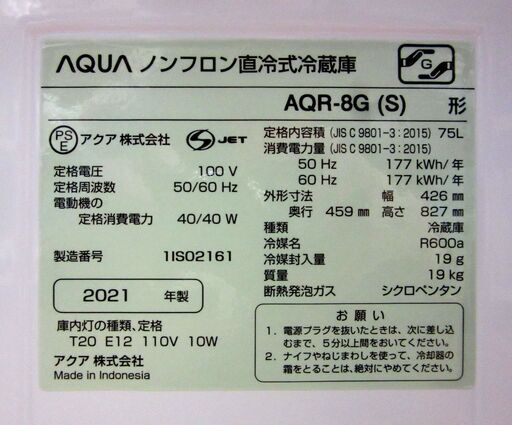 AQUA ノンフロン直冷式冷蔵庫
G
AQR-8G (S) 形
PS E アクア 株式会社 S JET
定格電圧 100 V
定格周波数 50/60 Hz
電動機の
定格消費電力 40/40 W
製造番号 1IS02161
2021 年製
庫内灯の種類、定格
T20 E12 110V 10W
アクア 株式会社
Made in Indonesia
定格内容積 (JIS C 9801-3:2015) 75L
消費電力量 (JIS C 9801-3:2015)
50 Hz 177 kWh/年
60 Hz 177 kWh/年
外形寸法 幅 426 mm
奥行 459 mm 高さ 827 mm
種類 冷蔵庫
冷媒名 R600a
冷媒封入量 19 g
質量 19 kg
断熱発泡ガス シクロペンタン
お願い
1. 電源プラグを抜いたときは、次に差し込
むまで、5分以上間をおいてください。
2. ナイフやねじまわしを使って、冷却器の
霜をとることは、絶対にやめてください。